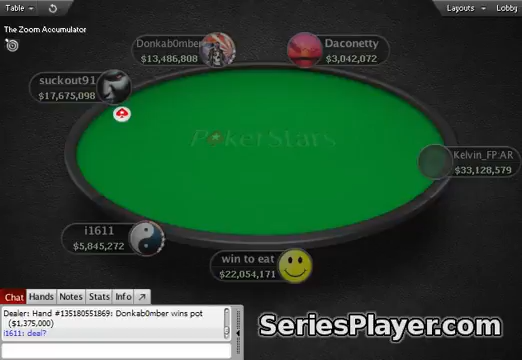 Table
Layouts
Lobby
The Zoom Accumulator
Donkab0mber
$13,486,808
Daconetty
$3,042,072
suckout91
$17,675,098
PokerStars
Kelvin_FP:AR
$33,128,579
i1611
$5,845,272
win to eat
$22,054,171
Chat Hands Notes Stats Info
Dealer: Hand #135180551869: Donkab0mber wins pot
($1,375,000)
i1611: deal?
SeriesPlayer.com